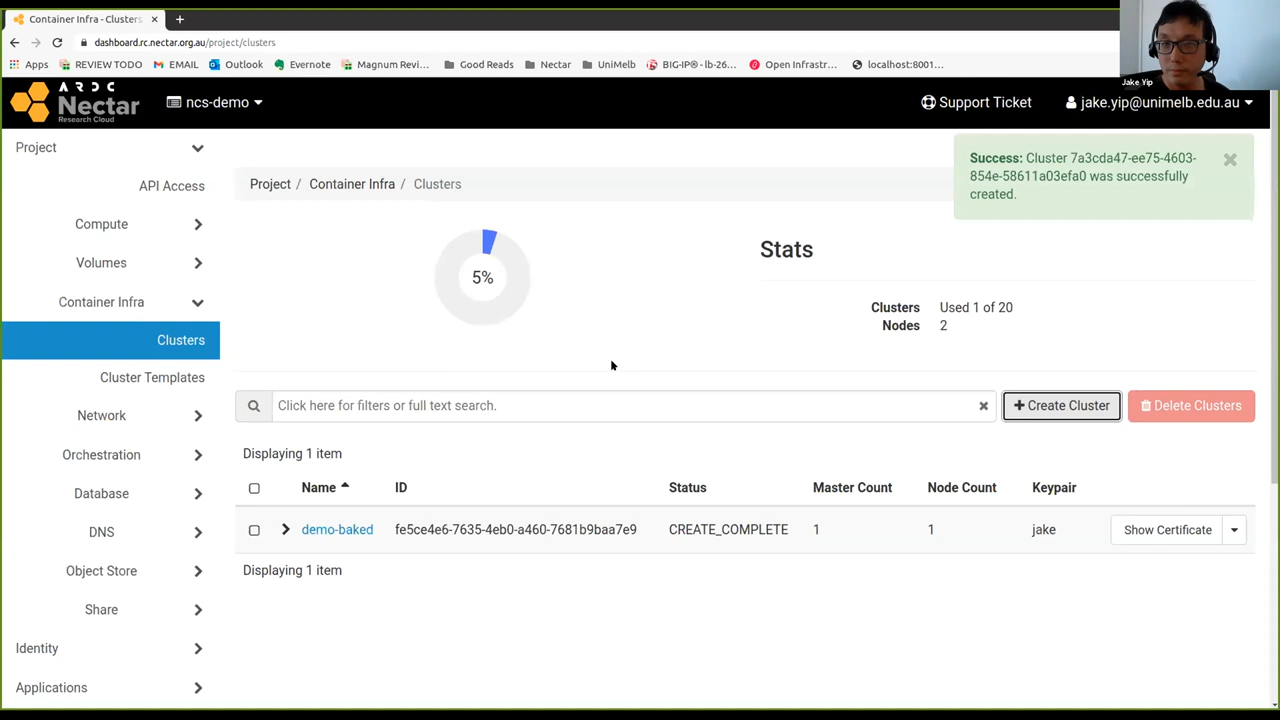 Container Infra - Clusters
dashboard.rc.nectar.org.au/project/clusters
Apps
REVIEW TODO
EMAIL
Outlook
Evernote
Magnum Revi...
Good Reads
Nectar
UniMelb
BIG-IP® - lb-26...
Open Infrastr...
localhost:8001...
Jake Yip
ARDC
Nectar
Research Cloud
ncs-demo
Support Ticket
jake.yip@unimelb.edu.au
Project
API Access
Compute
Volumes
Container Infra
Clusters
Cluster Templates
Network
Orchestration
Database
DNS
Object Store
Share
Identity
Applications
Project / Container Infra / Clusters
Success: Cluster 7a3cda47-ee75-4603-
854e-58611a03efa0 was successfully
created.
5%
Stats
Clusters Used 1 of 20
Nodes 2
Click here for filters or full text search.
+ Create Cluster
Delete Clusters
Displaying 1 item
Name ID Status Master Count Node Count Keypair
demo-baked fe5ce4e6-7635-4eb0-a460-7681b9baa7e9 CREATE_COMPLETE 1 1 jake Show Certificate
Displaying 1 item